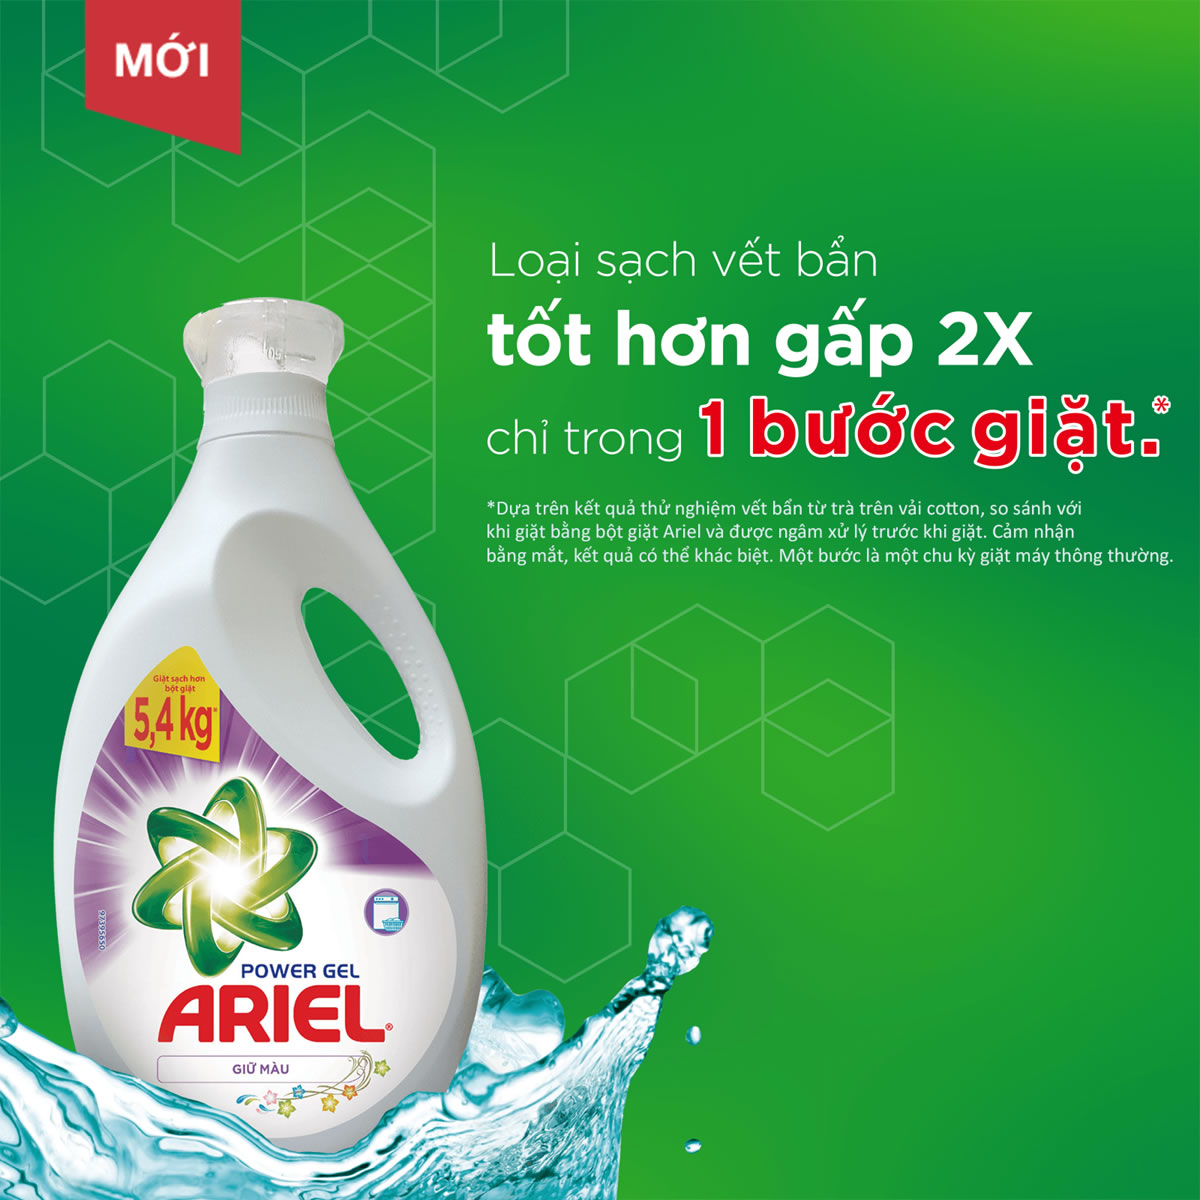 MỚI
Loại sạch vết bẩn
tốt hơn gấp 2X
chỉ trong 1 bước giặt.*
*Dựa trên kết quả thử nghiệm vết bẩn từ trà trên vải cotton, so sánh với
khi giặt bằng bột giặt Ariel và được ngâm xử lý trước khi giặt. Cảm nhận
bằng mắt, kết quả có thể khác biệt. Một bước là một chu kỳ giặt máy thông thường.
50
Giặt sạch hơn
bột giặt
5,4 kg*
POWER GEL
ARIEL®
GIỮ MÀU